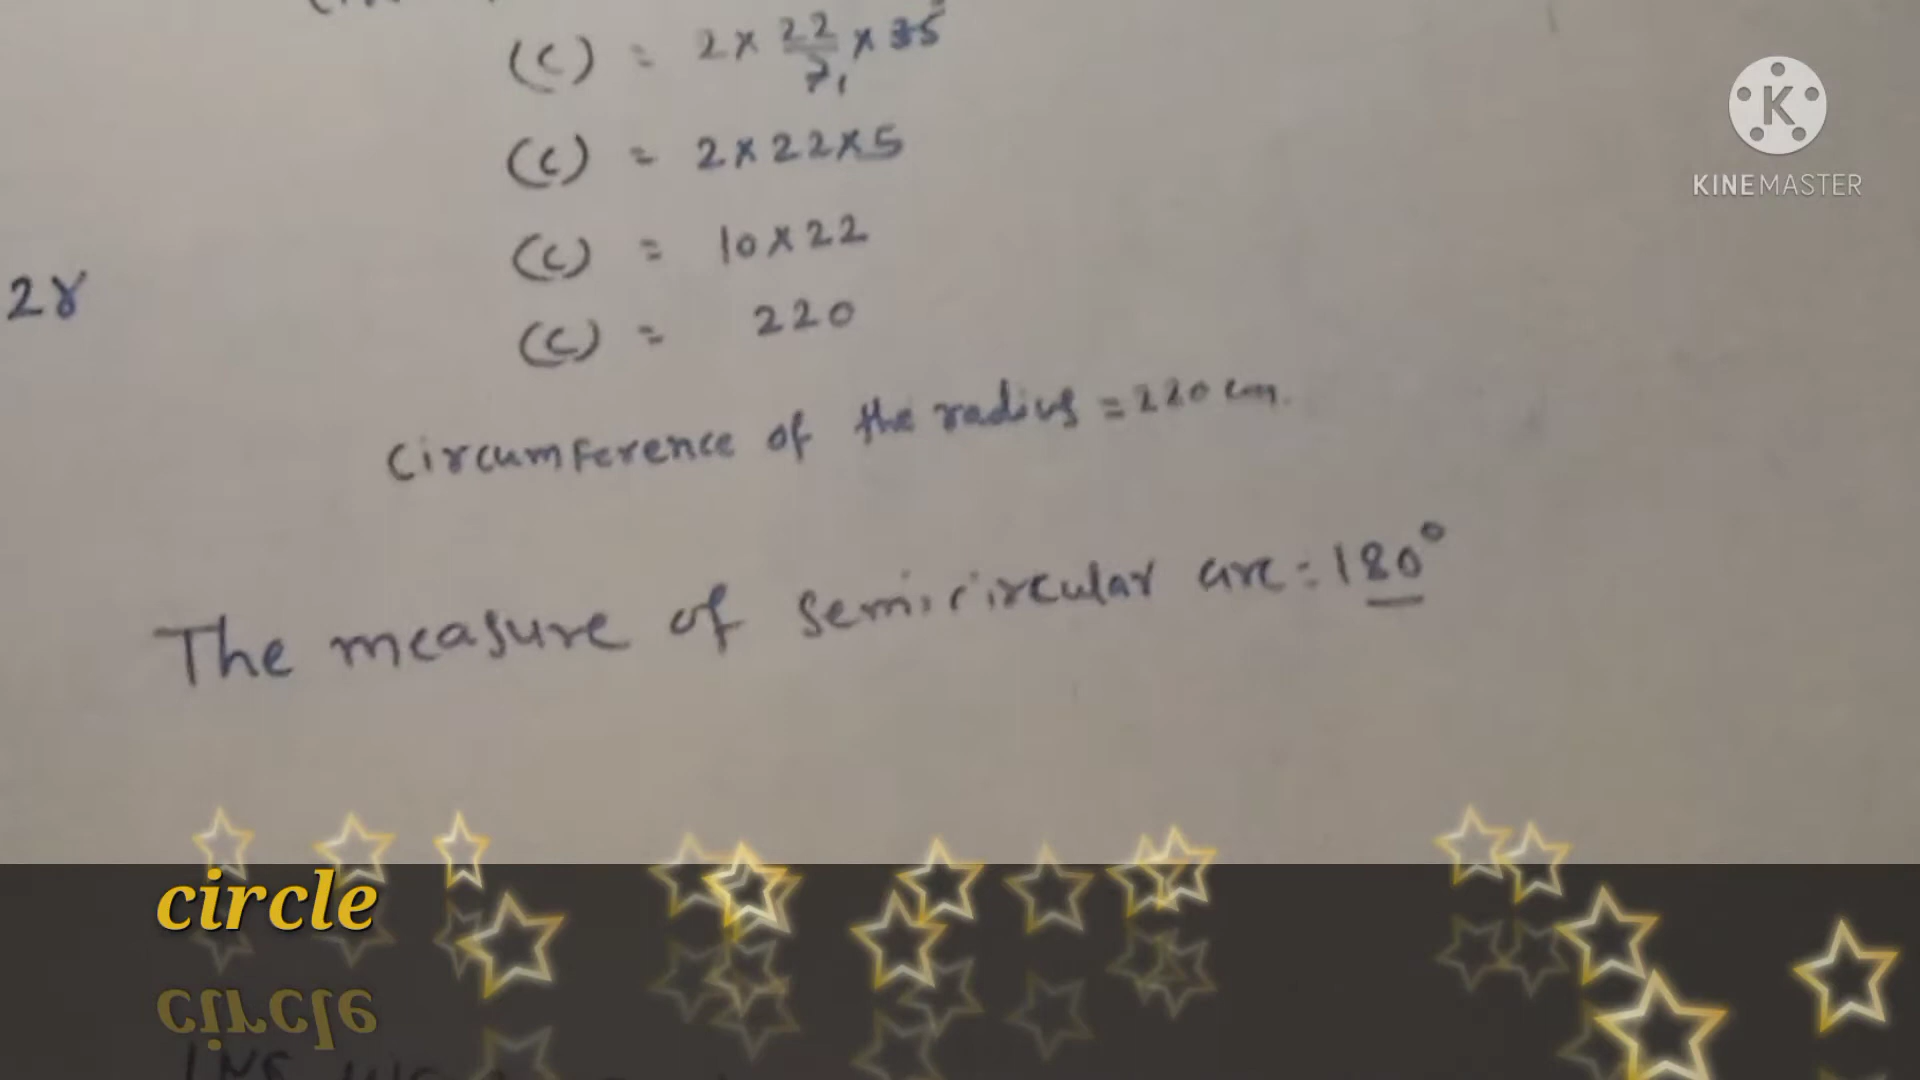 (C) = 2 × 22/7 × 35
(C) = 2×22×5
(C) = 10×22
2r
(C) = 220
Circumference of the radius = 220 cm.
The measure of semicircular arc = 180°
circle
KINEMASTER